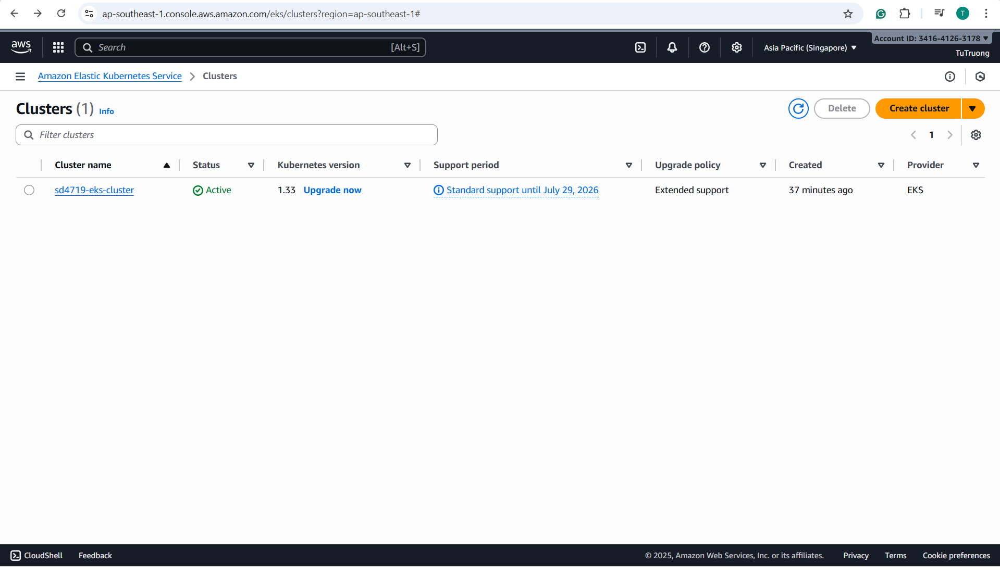 ap-southeast-1.console.aws.amazon.com/eks/clusters?region=ap-southeast-1#
T
aws
Search
[Alt+S]
Asia Pacific (Singapore)
Account ID: 3416-4126-3178
TuTruong
Amazon Elastic Kubernetes Service
Clusters
Clusters (1) Info
Delete
Create cluster
Filter clusters
1
Cluster name
Status
Kubernetes version
Support period
Upgrade policy
Created
Provider
sd4719-eks-cluster
Active
1.33 Upgrade now
Standard support until July 29, 2026
Extended support
37 minutes ago
EKS
CloudShell
Feedback
© 2025, Amazon Web Services, Inc. or its affiliates.
Privacy
Terms
Cookie preferences